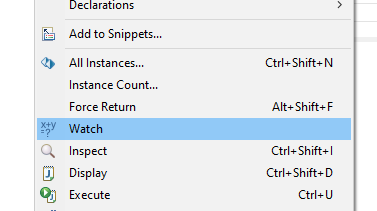 Declarations
Add to Snippets...
All Instances... Ctrl+Shift+N
Instance Count...
Force Return Alt+Shift+F
x+y
=?
Watch
Inspect Ctrl+Shift+I
Display Ctrl+Shift+D
Execute Ctrl+U